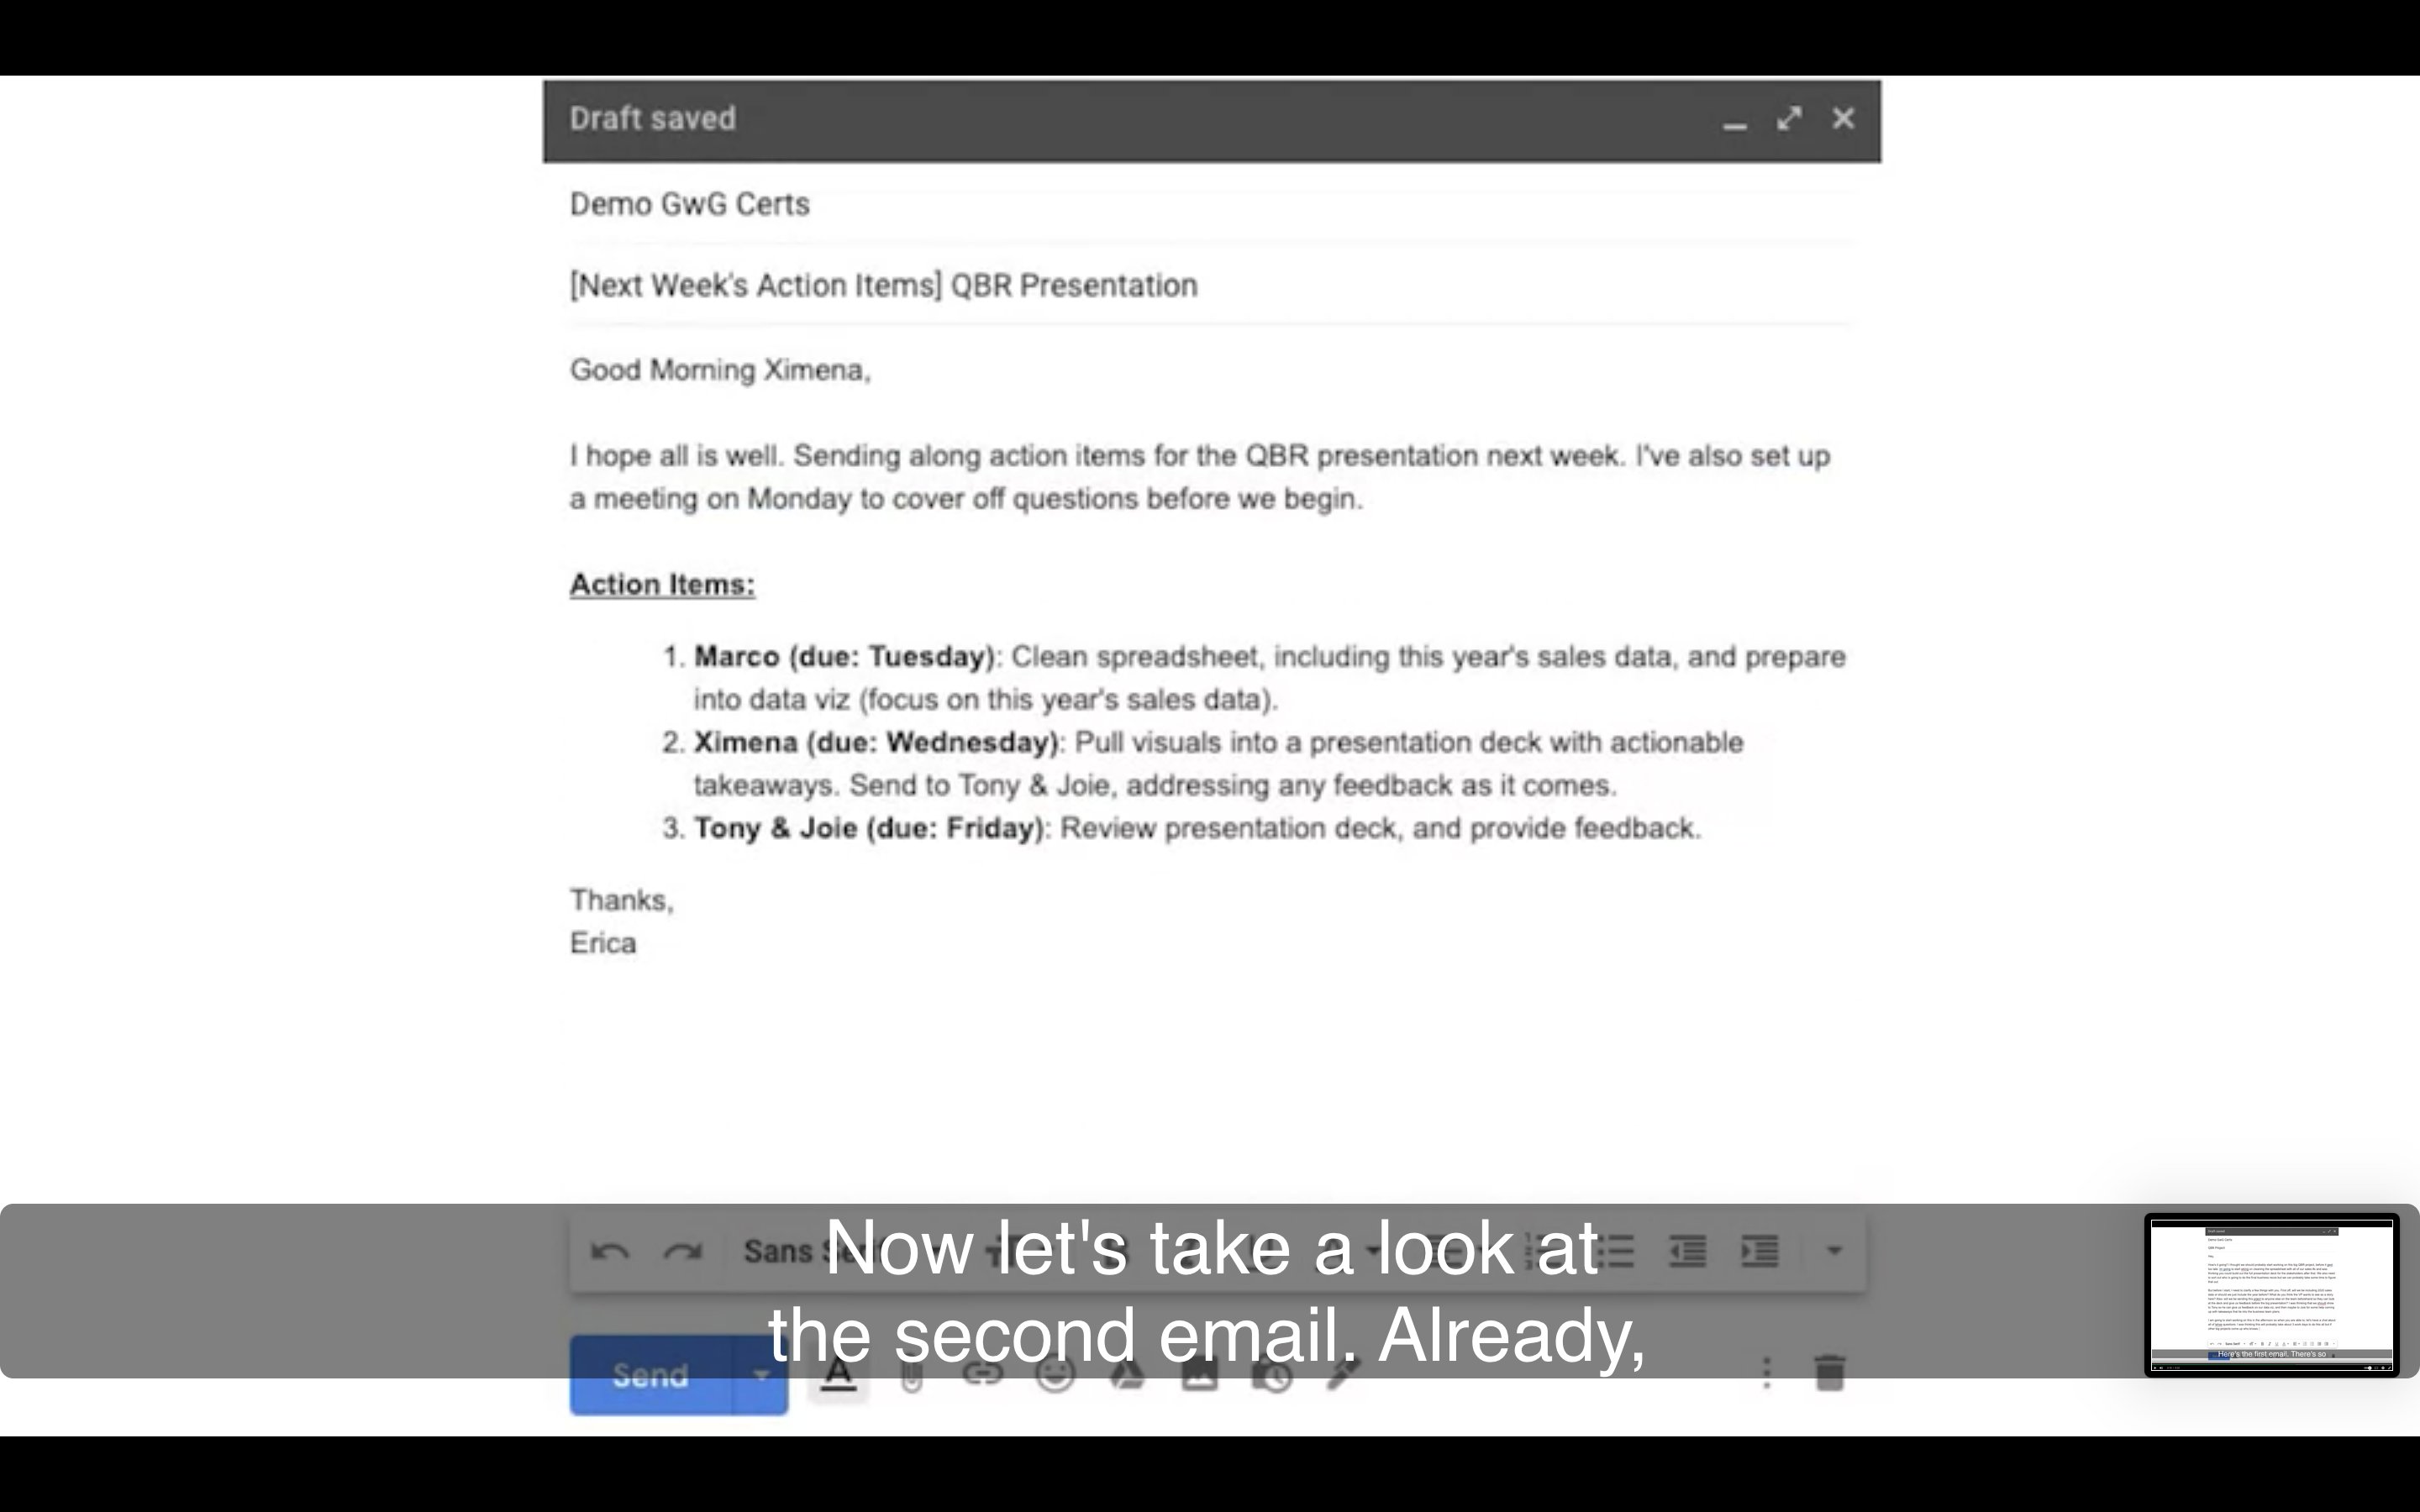 Draft saved
Demo GwG Certs
[Next Week's Action Items] QBR Presentation
Good Morning Ximena,
I hope all is well. Sending along action items for the QBR presentation next week. I've also set up
a meeting on Monday to cover off questions before we begin.
Action Items:
1. Marco (due: Tuesday): Clean spreadsheet, including this year's sales data, and prepare
into data viz (focus on this year's sales data).
2. Ximena (due: Wednesday): Pull visuals into a presentation deck with actionable
takeaways. Send to Tony & Joie, addressing any feedback as it comes.
3. Tony & Joie (due: Friday): Review presentation deck, and provide feedback.
Thanks,
Erica
Sans Serif
Now let's take a look at
the second email. Already,
Send
Here's the first email. There's so